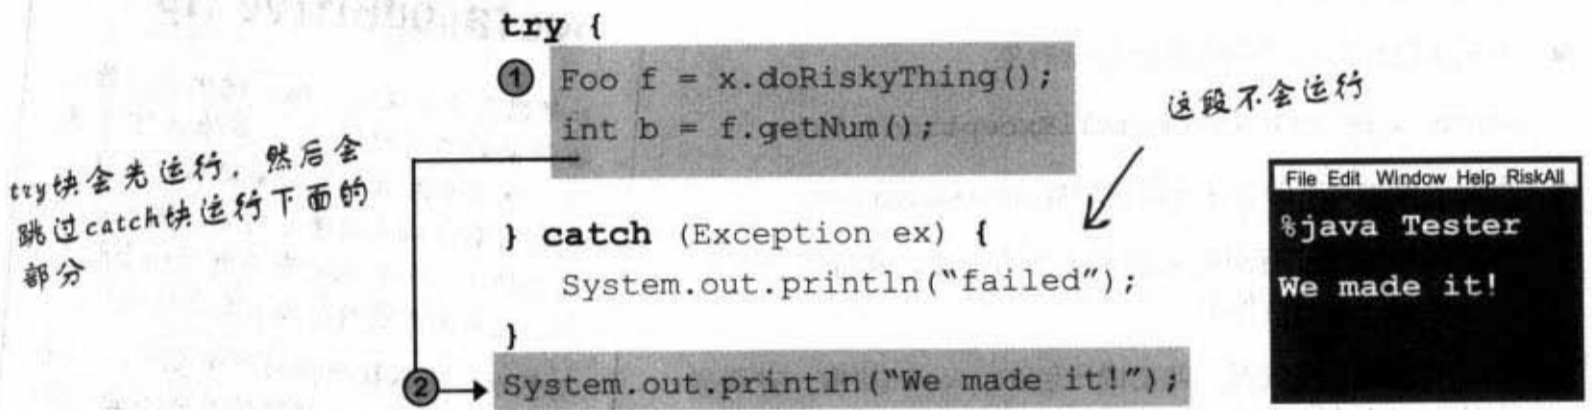 try {
① Foo f = x.doRiskyThing();
int b = f.getNum();
这段不会运行
try块会先运行，然后会
跳过catch块运行下面的
部分
} catch (Exception ex) {
System.out.println(“failed”);
}
② System.out.println(“We made it!”);
File Edit Window Help RiskAll
%java Tester
We made it!